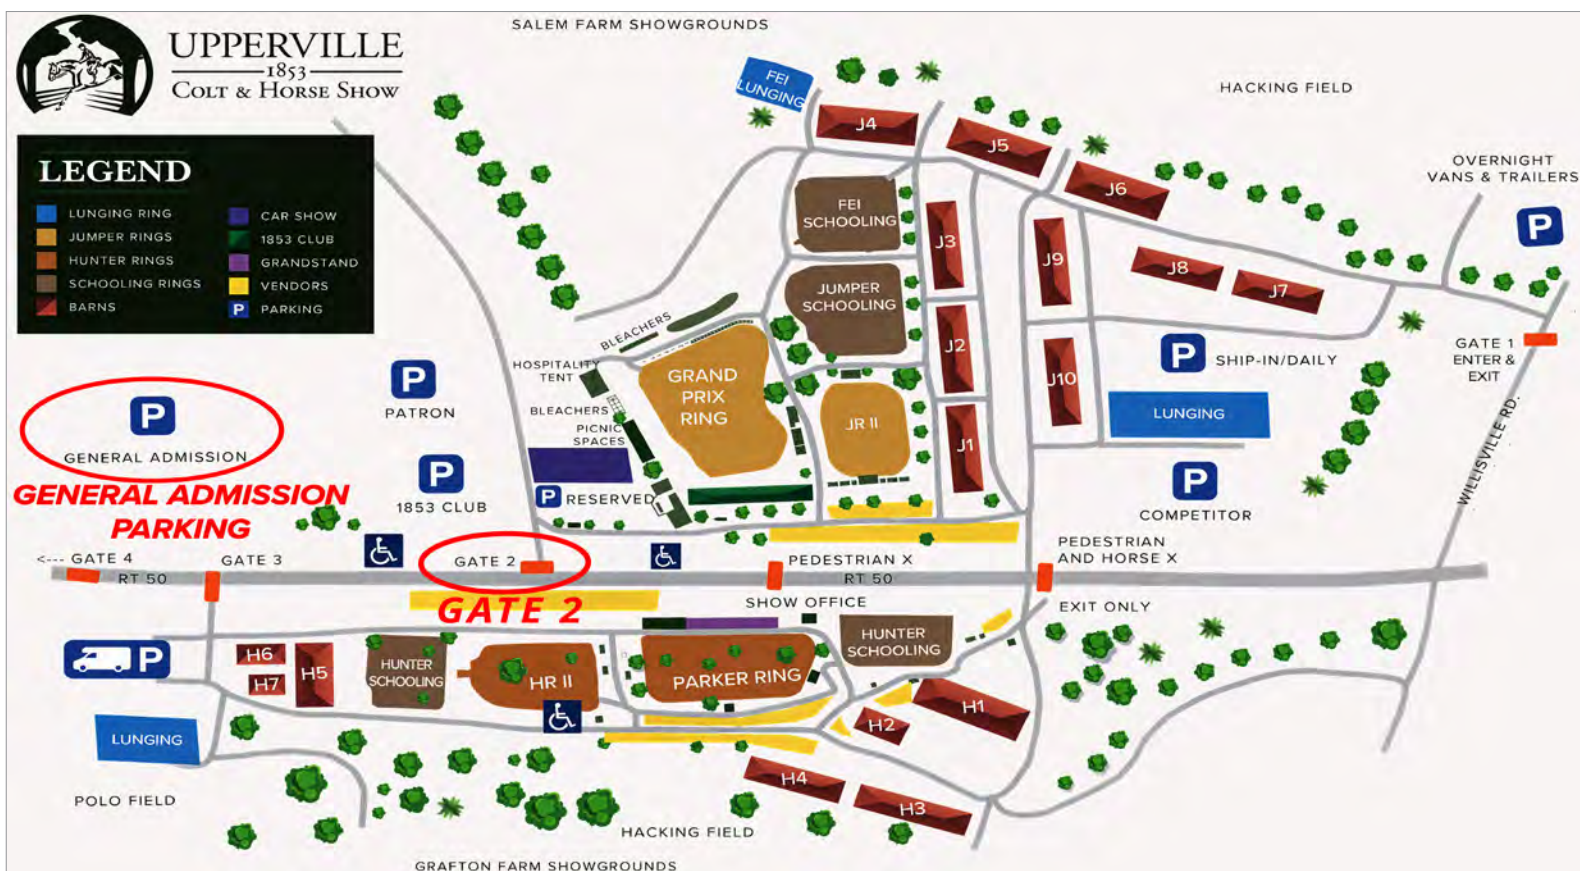 SALEM FARM SHOWGROUNDS
UPPERVILLE
1853
COLT & HORSE SHOW
LEGEND
LUNGING RING
JUMPER RINGS
HUNTER RINGS
SCHOOLING RINGS
BARNS
CAR SHOW
1853 CLUB
GRANDSTAND
VENDORS
P PARKING
FEI
LUNGING
HACKING FIELD
J4
J5
J6
OVERNIGHT
VANS & TRAILERS
P
FEI
SCHOOLING
J3
J9
J8
J7
JUMPER
SCHOOLING
BLEACHERS
HOSPITALITY
TENT
GRAND
PRIX
RING
J2
J10
P
SHIP-IN/DAILY
GATE 1
ENTER &
EXIT
P
PATRON
BLEACHERS
PICNIC
SPACES
JR II
J1
LUNGING
WILLISVILLE RD.
P
GENERAL ADMISSION
GENERAL ADMISSION
PARKING
P
1853 CLUB
P RESERVED
P
COMPETITOR
<--- GATE 4
GATE 3
GATE 2
PEDESTRIAN X
PEDESTRIAN
AND HORSE X
RT 50
RT 50
GATE 2
SHOW OFFICE
EXIT ONLY
P
H6
H7
H5
HUNTER
SCHOOLING
HR II
PARKER RING
HUNTER
SCHOOLING
H1
H2
LUNGING
H4
H3
POLO FIELD
HACKING FIELD
GRAFTON FARM SHOWGROUNDS